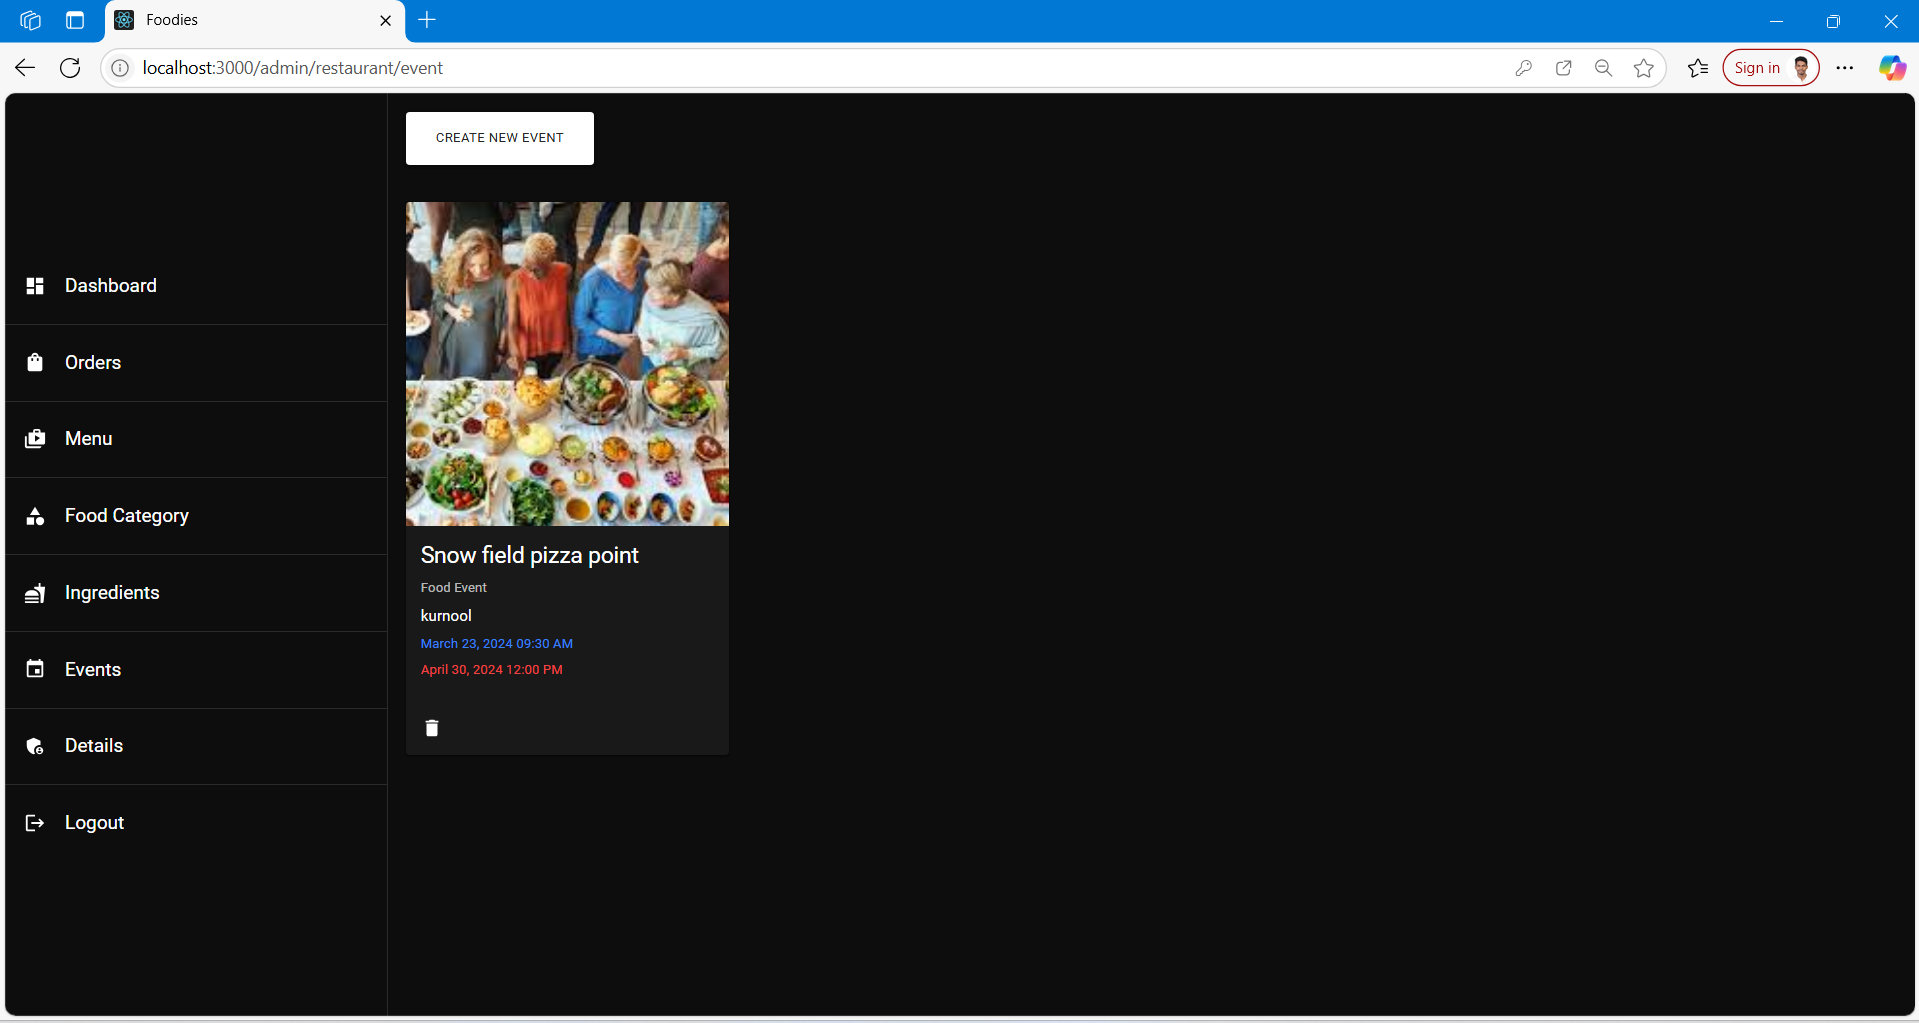 Foodies
localhost:3000/admin/restaurant/event
Sign in
CREATE NEW EVENT
Dashboard
Orders
Menu
Food Category
Ingredients
Events
Details
Logout
Snow field pizza point
Food Event
kurnool
March 23, 2024 09:30 AM
April 30, 2024 12:00 PM